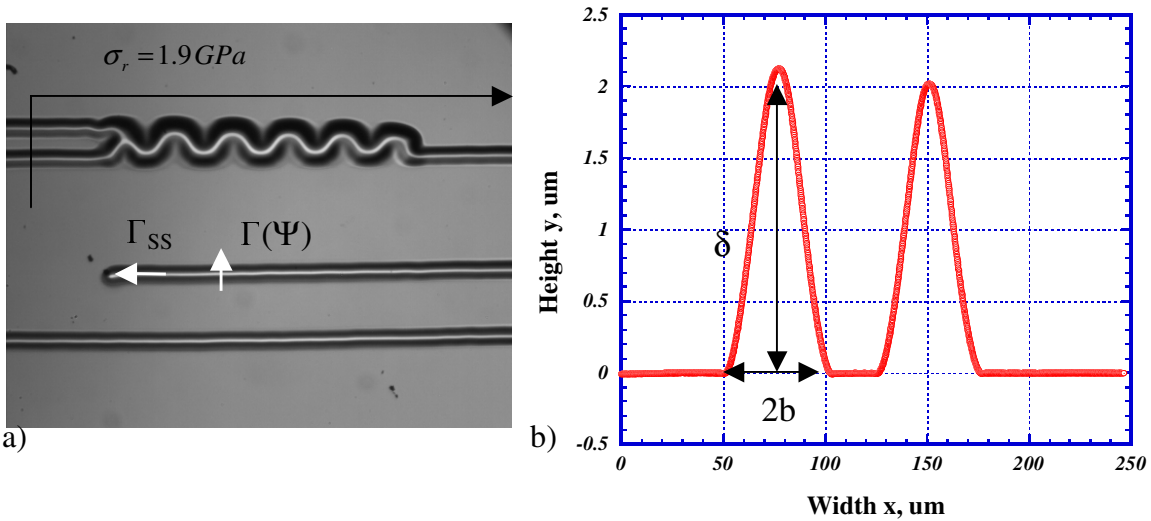 σr = 1.9GPa
ΓSS Γ(Ψ)
a)
2.5
2
1.5
1
0.5
0
-0.5
Height y, um
δ
2b
b)
0 50 100 150 200 250
Width x, um